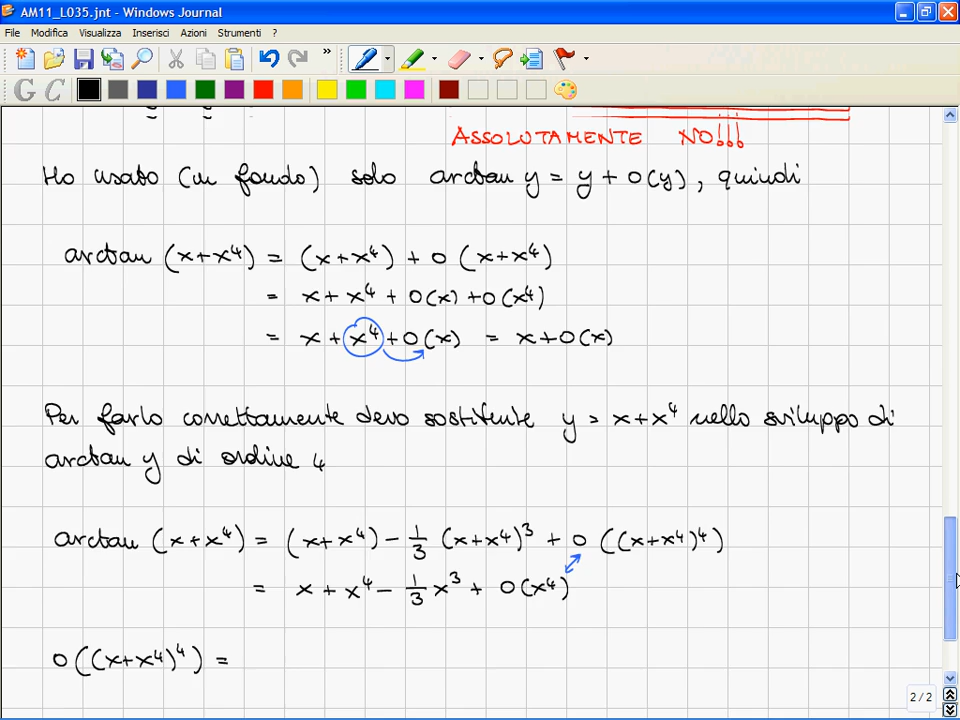 AM11_L035.jnt - Windows Journal
File Modifica Visualizza Inserisci Azioni Strumenti ?
»
G C
ASSOLUTAMENTE NO!!!
Ho usato (in fondo) solo arctan y = y + o(y), quindi
arctan (x+x⁴) = (x+x⁴) + o (x+x⁴)
= x + x⁴ + o(x) + o(x⁴)
= x + x⁴ + o(x) = x + o(x)
Per farlo correttamente devo sostituire y = x+x⁴ nello sviluppo di
arctan y di ordine 4
arctan (x+x⁴) = (x+x⁴) - 1/3 (x+x⁴)³ + o ((x+x⁴)⁴)
= x + x⁴ - 1/3 x³ + o(x⁴)
o((x+x⁴)⁴) =
2 / 2